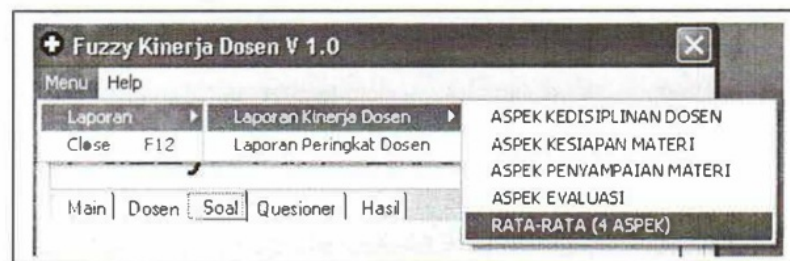 Fuzzy Kinerja Dosen V 1.0
Menu Help
Laporan Laporan Kinerja Dosen ASPEK KEDISIPLINAN DOSEN
Close F12 Laporan Peringkat Dosen ASPEK KESIAPAN MATERI
ASPEK PENYAMPAIAN MATERI
ASPEK EVALUASI
Main Dosen Soal Quesioner Hasil
RATA-RATA (4 ASPEK)